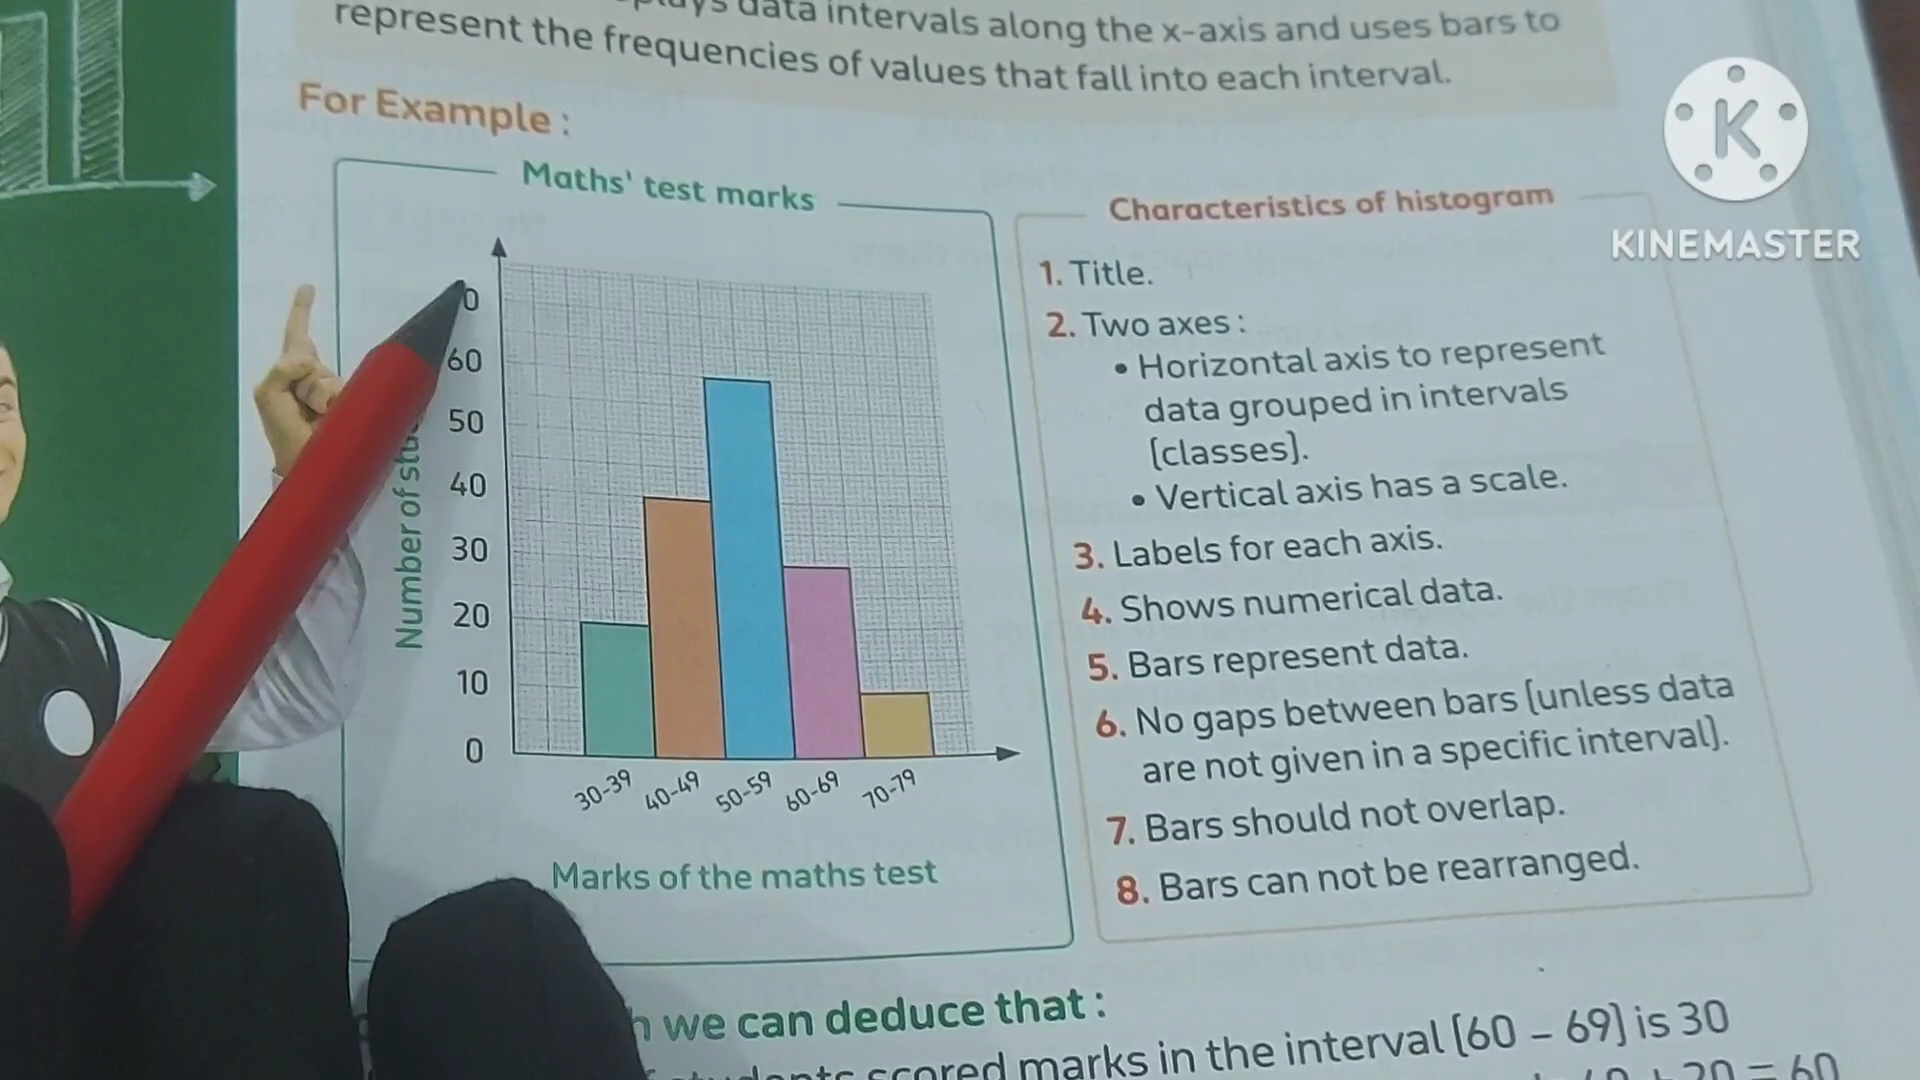 data intervals along the x-axis and uses bars to
represent the frequencies of values that fall into each interval.
For Example :
Maths' test marks
Number of
0
60
50
40
30
20
10
0
30-39 40-49 50-59 60-69 70-79
Marks of the maths test
Characteristics of histogram
1. Title.
2. Two axes :
• Horizontal axis to represent
data grouped in intervals
(classes).
• Vertical axis has a scale.
3. Labels for each axis.
4. Shows numerical data.
5. Bars represent data.
6. No gaps between bars (unless data
are not given in a specific interval).
7. Bars should not overlap.
8. Bars can not be rearranged.
we can deduce that :
students scored marks in the interval (60 – 69) is 30
= 60
K
KINEMASTER